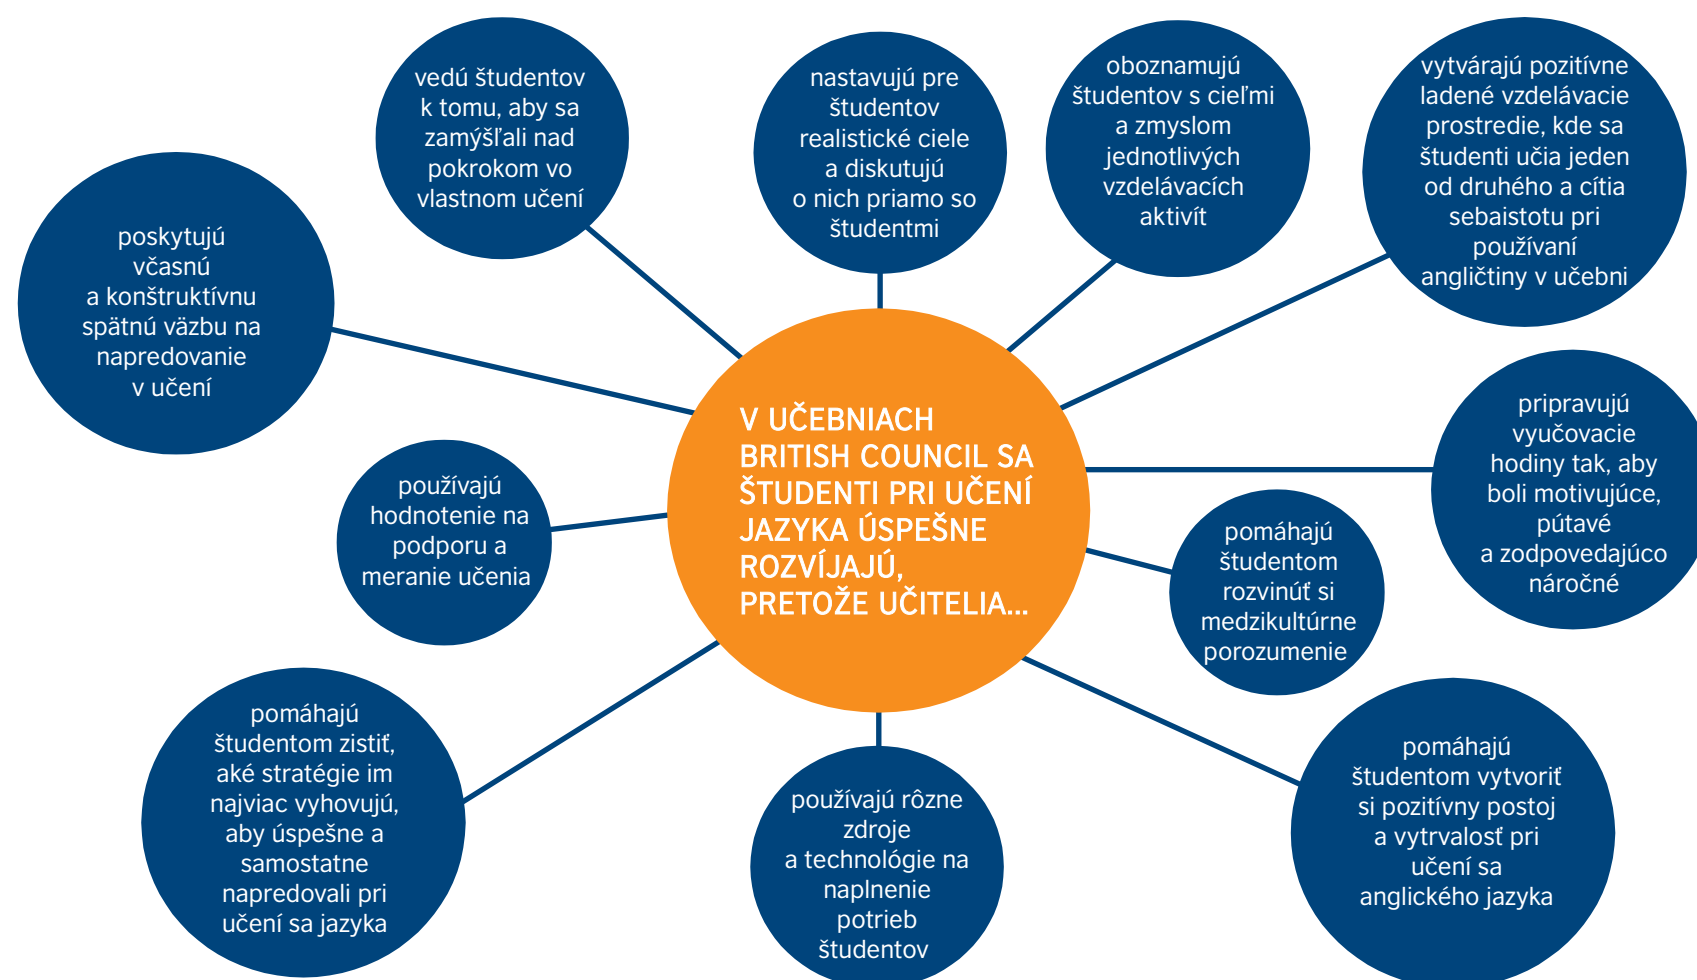 vedú študentov
k tomu, aby sa
zamýšľali nad
pokrokom vo
vlastnom učení
nastavujú pre
študentov
realistické ciele
a diskutujú
o nich priamo so
študentmi
oboznamujú
študentov s cieľmi
a zmyslom
jednotlivých
vzdelávacích
aktivít
vytvárajú pozitívne
ladené vzdelávacie
prostredie, kde sa
študenti učia jeden
od druhého a cítia
sebaistotu pri
používaní
angličtiny v učebni
poskytujú
včasnú
a konštruktívnu
spätnú väzbu na
napredovanie
v učení
V UČEBNIACH
BRITISH COUNCIL SA
ŠTUDENTI PRI UČENÍ
JAZYKA ÚSPEŠNE
ROZVÍJAJÚ,
PRETOŽE UČITELIA...
pripravujú
vyučovacie
hodiny tak, aby
boli motivujúce,
pútavé
a zodpovedajúco
náročné
používajú
hodnotenie na
podporu a
meranie učenia
pomáhajú
študentom
rozvinúť si
medzikultúrne
porozumenie
pomáhajú
študentom zistiť,
aké stratégie im
najviac vyhovujú,
aby úspešne a
samostatne
napredovali pri
učení sa jazyka
používajú rôzne
zdroje
a technológie na
naplnenie
potrieb
študentov
pomáhajú
študentom vytvoriť
si pozitívny postoj
a vytrvalosť pri
učení sa
anglického jazyka